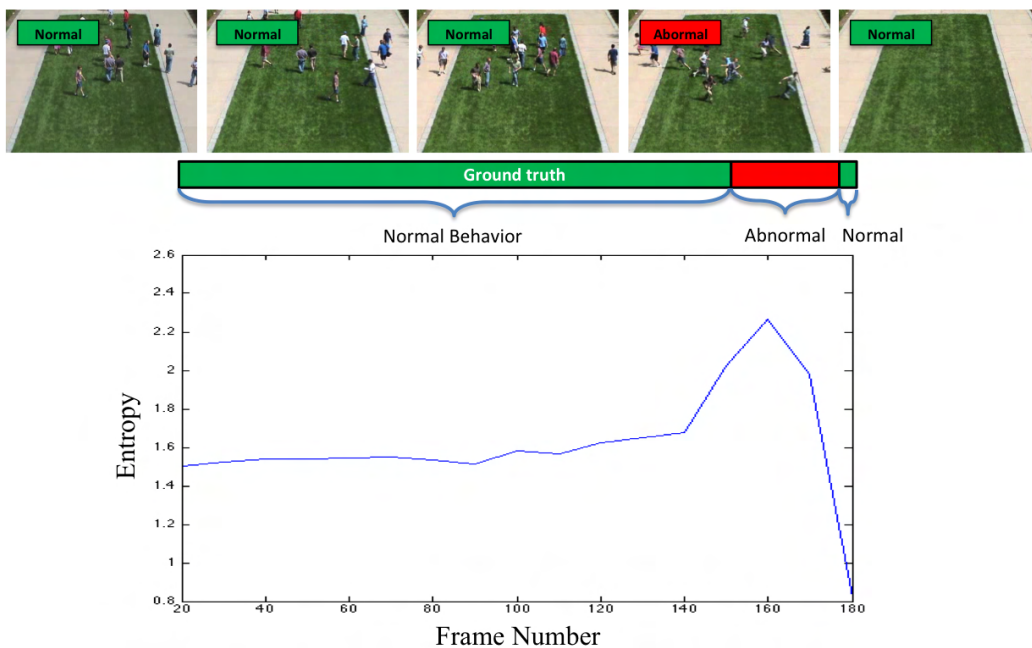 Normal
Normal
Normal
Abormal
Normal
Ground truth
Normal Behavior
Abnormal
Normal
2.6
2.4
2.2
2
1.8
1.6
1.4
1.2
1
0.8
Entropy
20
40
60
80
100
120
140
160
180
Frame Number